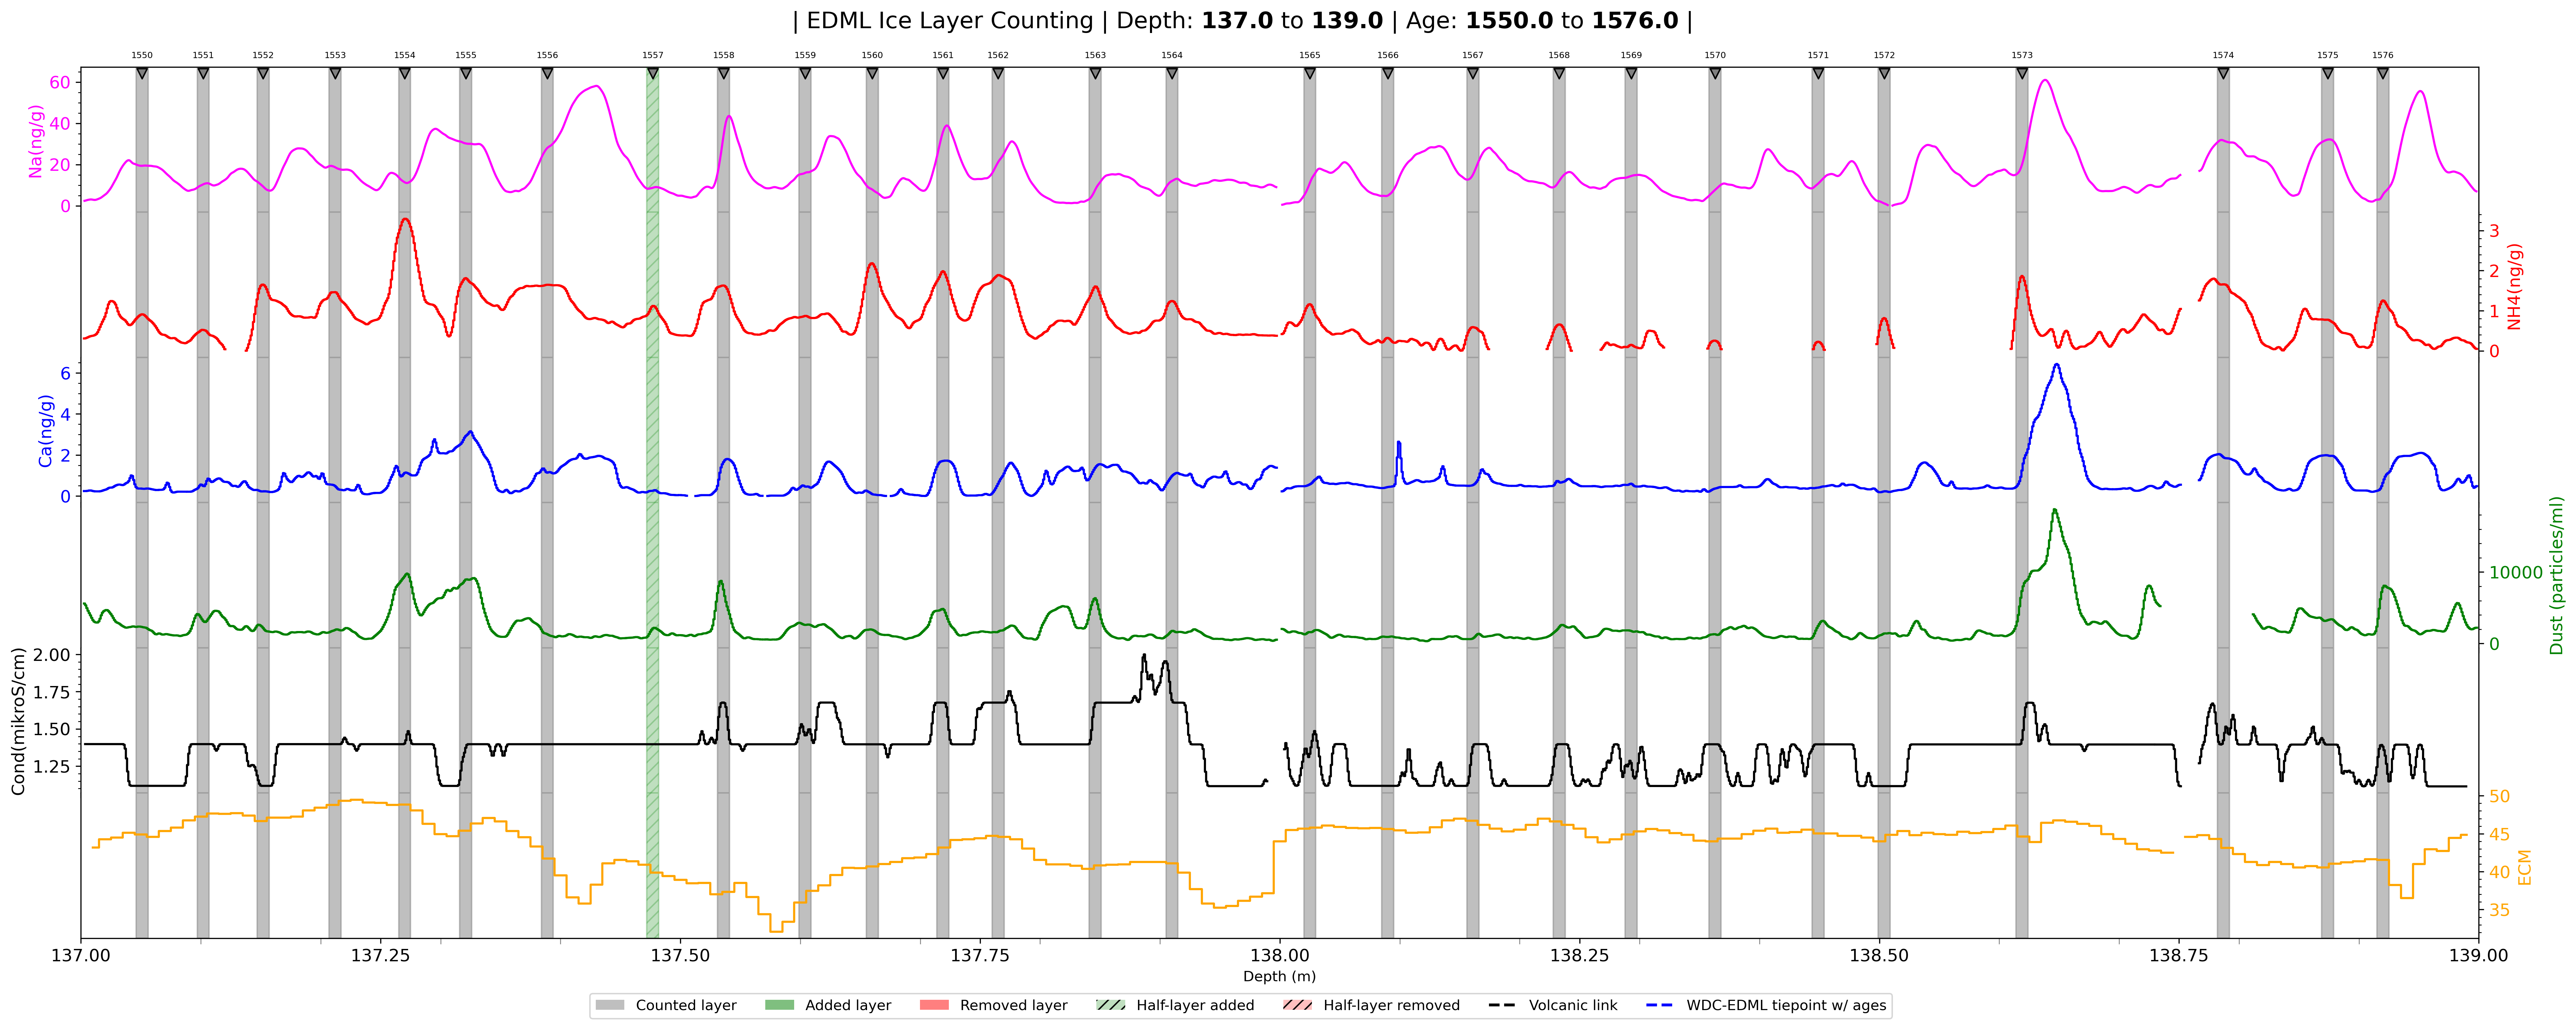 | EDML Ice Layer Counting | Depth: 137.0 to 139.0 | Age: 1550.0 to 1576.0 |
1550 1551 1552 1553 1554 1555 1556 1557 1558 1559 1560 1561 1562 1563 1564 1565 1566 1567 1568 1569 1570 1571 1572 1573 1574 1575 1576
Na(ng/g)
60
40
20
0
NH4(ng/g)
3
2
1
0
Ca(ng/g)
6
4
2
0
Dust (particles/ml)
10000
0
Cond(mikroS/cm)
2.00
1.75
1.50
1.25
ECM
50
45
40
35
137.00 137.25 137.50 137.75 138.00 138.25 138.50 138.75 139.00
Depth (m)
Counted layer Added layer Removed layer Half-layer added Half-layer removed Volcanic link WDC-EDML tiepoint w/ ages